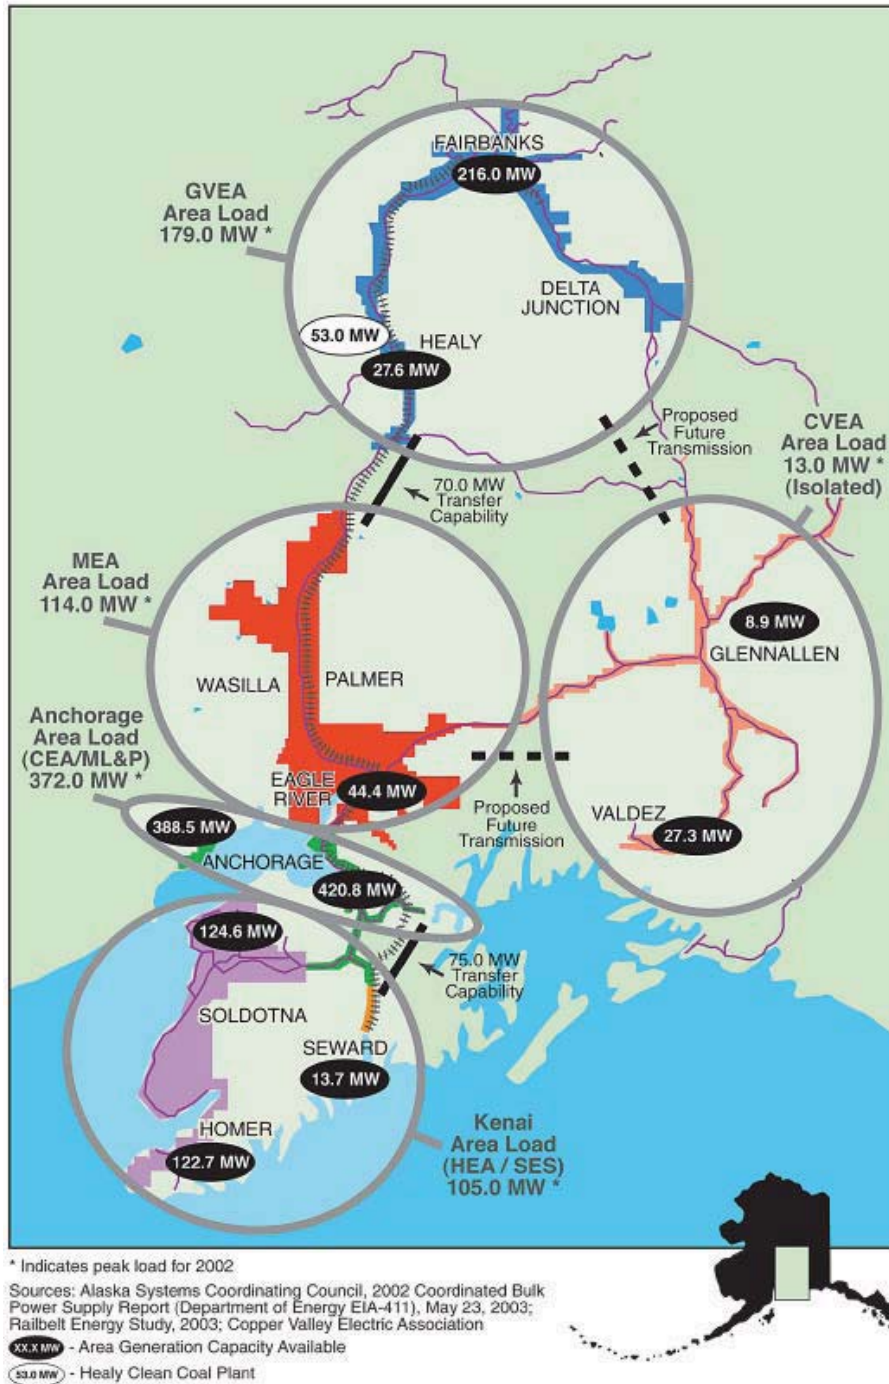 FAIRBANKS
216.0 MW
GVEA
Area Load
179.0 MW *
DELTA
JUNCTION
53.0 MW
HEALY
27.6 MW
Proposed
Future
Transmission
CVEA
Area Load
13.0 MW *
(Isolated)
70.0 MW
Transfer
Capability
MEA
Area Load
114.0 MW *
8.9 MW
GLENNALLEN
WASILLA
PALMER
Anchorage
Area Load
(CEA/ML&P)
372.0 MW *
EAGLE
RIVER
44.4 MW
Proposed
Future
Transmission
VALDEZ
27.3 MW
388.5 MW
ANCHORAGE
420.8 MW
124.6 MW
75.0 MW
Transfer
Capability
SOLDOTNA
SEWARD
13.7 MW
HOMER
122.7 MW
Kenai
Area Load
(HEA / SES)
105.0 MW *
* Indicates peak load for 2002
Sources: Alaska Systems Coordinating Council, 2002 Coordinated Bulk
Power Supply Report (Department of Energy EIA-411), May 23, 2003;
Railbelt Energy Study, 2003; Copper Valley Electric Association
XX.X MW - Area Generation Capacity Available
53.0 MW - Healy Clean Coal Plant